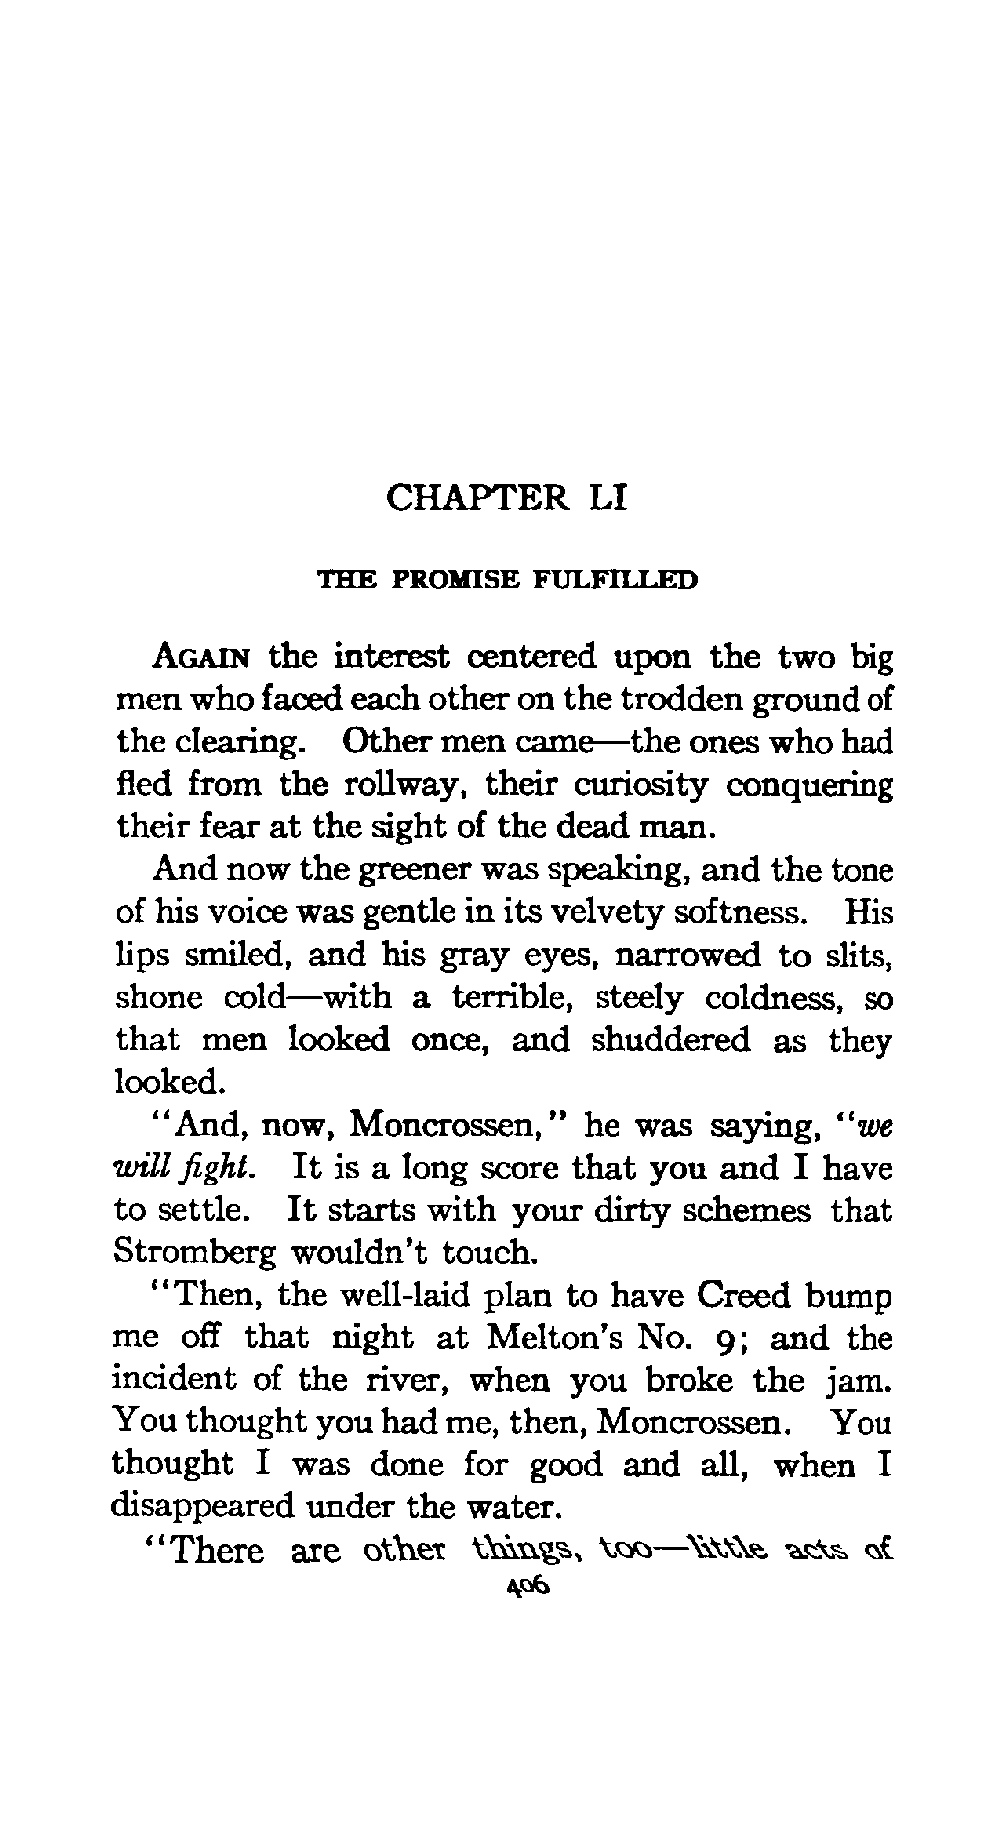 CHAPTER LI
THE PROMISE FULFILLED
AGAIN the interest centered upon the two big
men who faced each other on the trodden ground of
the clearing. Other men came—the ones who had
fled from the rollway, their curiosity conquering
their fear at the sight of the dead man.
And now the greener was speaking, and the tone
of his voice was gentle in its velvety softness. His
lips smiled, and his gray eyes, narrowed to slits,
shone cold—with a terrible, steely coldness, so
that men looked once, and shuddered as they
looked.
"And, now, Moncrossen," he was saying, "we
will fight. It is a long score that you and I have
to settle. It starts with your dirty schemes that
Stromberg wouldn't touch.
"Then, the well-laid plan to have Creed bump
me off that night at Melton's No. 9; and the
incident of the river, when you broke the jam.
You thought you had me, then, Moncrossen. You
thought I was done for good and all, when I
disappeared under the water.
"There are other things, too—little acts of
406